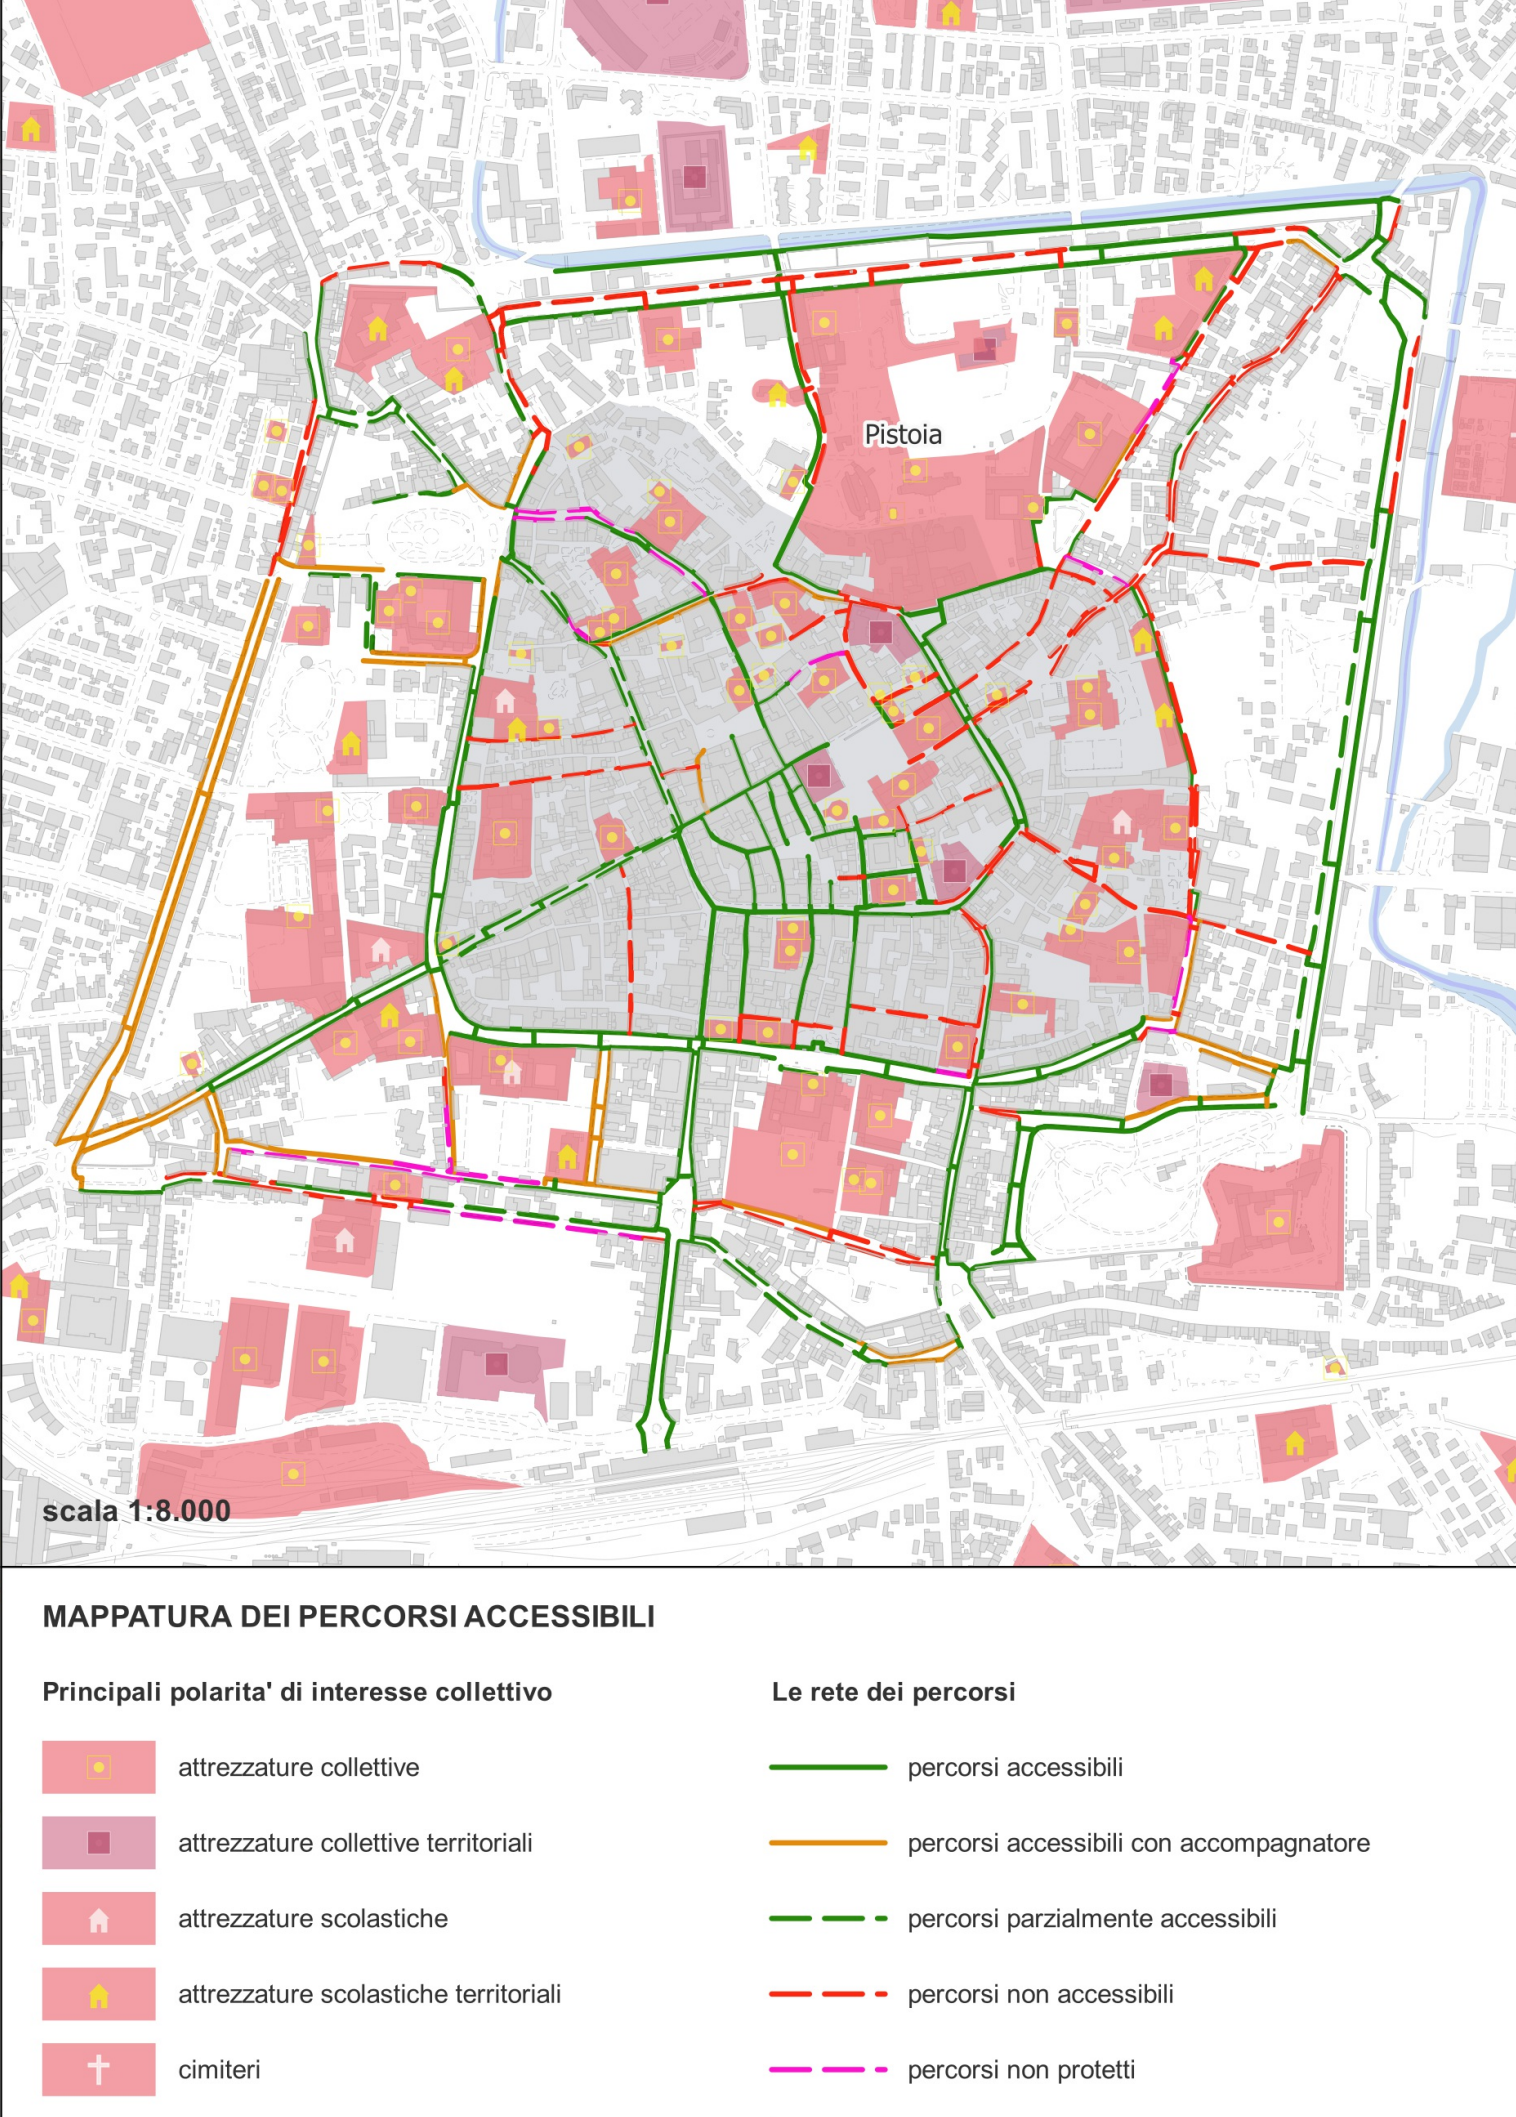 Pistoia
scala 1:8.000
MAPPATURA DEI PERCORSI ACCESSIBILI
Principali polarita' di interesse collettivo
attrezzature collettive
attrezzature collettive territoriali
attrezzature scolastiche
attrezzature scolastiche territoriali
cimiteri
Le rete dei percorsi
percorsi accessibili
percorsi accessibili con accompagnatore
percorsi parzialmente accessibili
percorsi non accessibili
percorsi non protetti